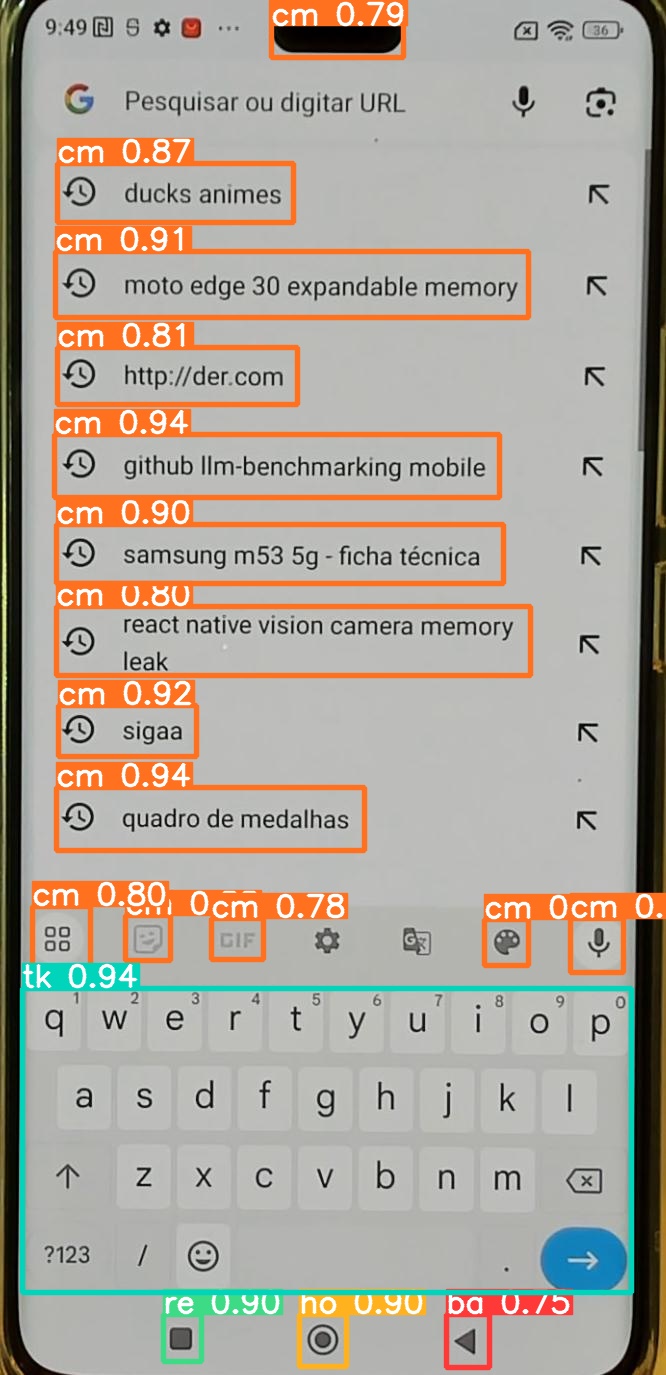 cm 0.79
9:49 36
Pesquisar ou digitar URL
cm 0.87
ducks animes
cm 0.91
moto edge 30 expandable memory
cm 0.81
http://der.com
cm 0.94
github llm-benchmarking mobile
cm 0.90
samsung m53 5g - ficha técnica
cm 0.80
react native vision camera memory
leak
cm 0.92
sigaa
cm 0.94
quadro de medalhas
cm 0.80 cm cm 0.78 cm cm
GIF
tk 0.94
1 2 3 4 5 6 7 8 9 0
q w e r t y u i o p
a s d f g h j k l
z x c v b n m
?123 / .
re 0.90 ho 0.90 ba 0.75